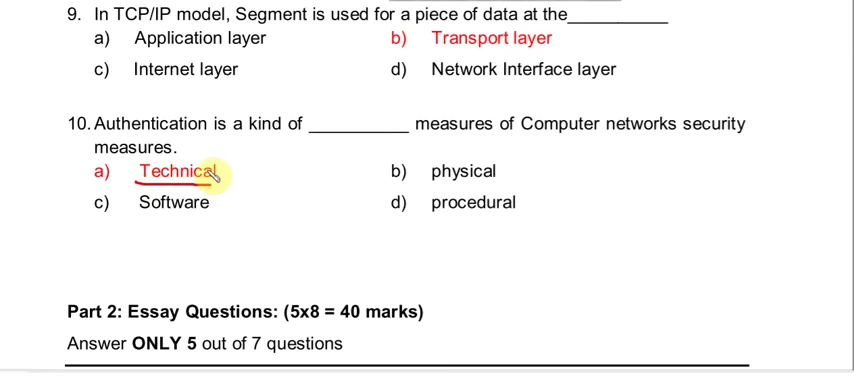 9. In TCP/IP model, Segment is used for a piece of data at the___________
a) Application layer b) Transport layer
c) Internet layer d) Network Interface layer
10. Authentication is a kind of ___________ measures of Computer networks security
measures.
a) Technical b) physical
c) Software d) procedural
Part 2: Essay Questions: (5x8 = 40 marks)
Answer ONLY 5 out of 7 questions